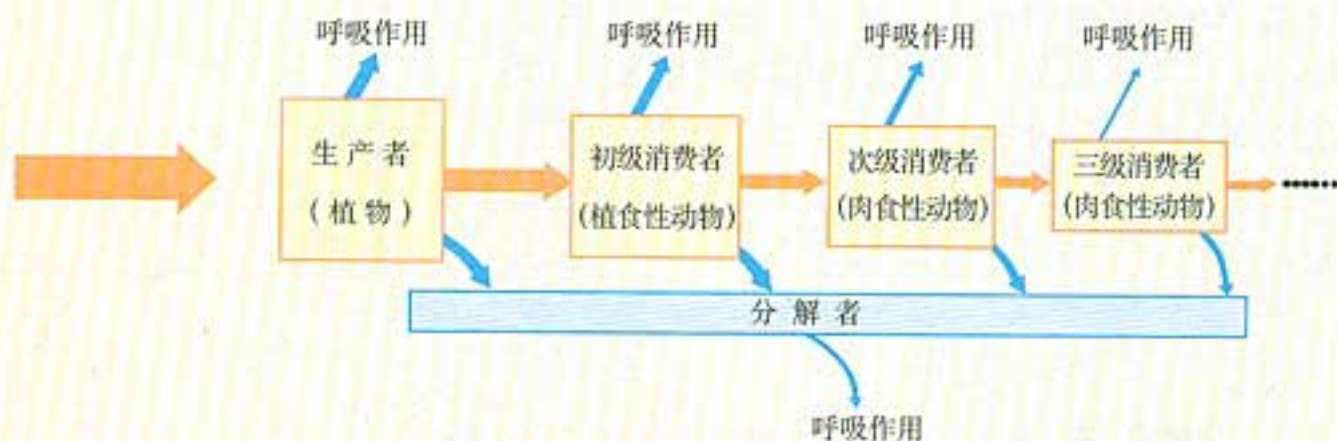 呼吸作用
呼吸作用
呼吸作用
呼吸作用
生产者
(植物)
初级消费者
(植食性动物)
次级消费者
(肉食性动物)
三级消费者
(肉食性动物)
······
分解者
呼吸作用